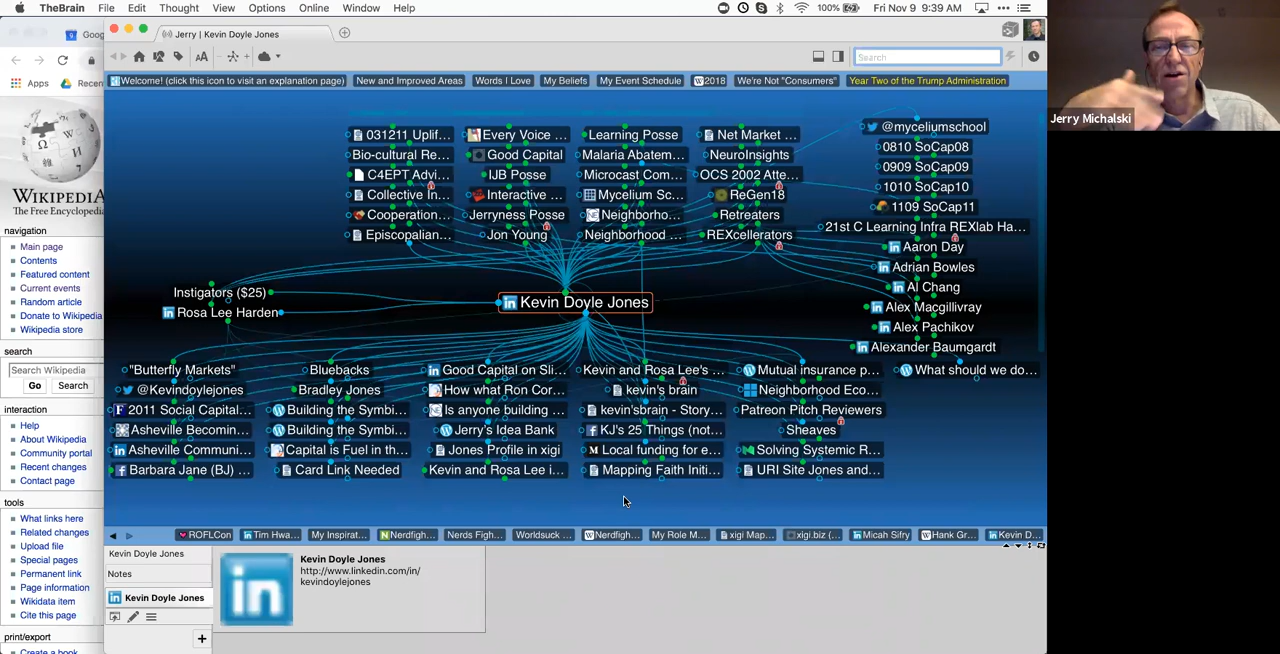 TheBrain File Edit Thought View Options Online Window Help
100% Fri Nov 9 9:39 AM
Goog
Jerry | Kevin Doyle Jones
Apps Recen
AA
Search
Welcome! (click this icon to visit an explanation page) New and Improved Areas Words I Love My Beliefs My Event Schedule 2018 We're Not "Consumers" Year Two of the Trump Administration
Jerry Michalski
WIKIPEDIA
The Free Encyclopedia
navigation
Main page
Contents
Featured content
Current events
Random article
Donate to Wikipedia
Wikipedia store
search
Search Wikipedia
Go Search
interaction
Help
About Wikipedia
Community portal
Recent changes
Contact page
tools
What links here
Related changes
Upload file
Special pages
Permanent link
Page information
Wikidata item
Cite this page
print/export
Create a book
031211 Uplif... Every Voice ... Learning Posse Net Market ...
Bio-cultural Re... Good Capital Malaria Abatem... NeuroInsights
C4EPT Advi... IJB Posse Microcast Com... OCS 2002 Atte...
Collective In... Interactive ... Mycelium Sc... ReGen18
Cooperation... Jerryness Posse Neighborho... Retreaters
Episcopalian... Jon Young Neighborhood ... REXcellerators
@myceliumschool
0810 SoCap08
0909 SoCap09
1010 SoCap10
1109 SoCap11
21st C Learning Infra REXlab Ha...
Aaron Day
Adrian Bowles
Al Chang
Alex Macgillivray
Alex Pachikov
Alexander Baumgardt
Instigators ($25)
Rosa Lee Harden
Kevin Doyle Jones
"Butterfly Markets" Bluebacks Good Capital on Sli... Kevin and Rosa Lee's ... Mutual insurance p... What should we do...
@Kevindoylejones Bradley Jones How what Ron Cor... kevin's brain Neighborhood Eco...
2011 Social Capital... Building the Symbi... Is anyone building ... kevin'sbrain - Story... Patreon Pitch Reviewers
Asheville Becomin... Building the Symbi... Jerry's Idea Bank KJ's 25 Things (not... Sheaves
Asheville Communi... Capital is Fuel in th... Jones Profile in xigi Local funding for e... Solving Systemic R...
Barbara Jane (BJ) ... Card Link Needed Kevin and Rosa Lee i... Mapping Faith Initi... URI Site Jones and...
ROFLCon Tim Hwa... My Inspirat... Nerdfigh... Nerds Figh... Worldsuck ... Nerdfigh... My Role M... xigi Map... xigi.biz (... Micah Sifry Hank Gr... Kevin D...
Kevin Doyle Jones
Notes
Kevin Doyle Jones
Kevin Doyle Jones
http://www.linkedin.com/in/
kevindoylejones